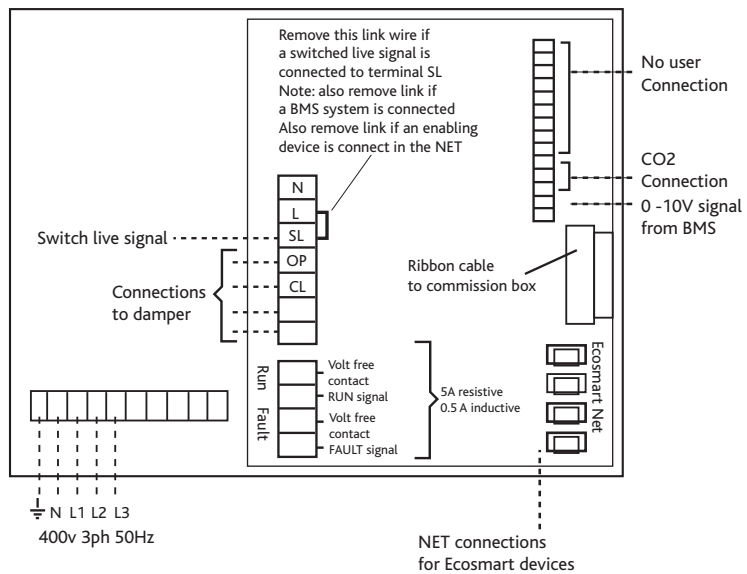 Remove this link wire if
a switched live signal is
connected to terminal SL
Note: also remove link if
a BMS system is connected
Also remove link if an enabling
device is connect in the NET
No user
Connection
CO2
Connection
0 -10V signal
from BMS
N
L
SL
OP
CL
Switch live signal
Connections
to damper
Ribbon cable
to commission box
Run
Fault
Volt free
contact
RUN signal
Volt free
contact
FAULT signal
5A resistive
0.5 A inductive
Ecosmart Net
N L1 L2 L3
400v 3ph 50Hz
NET connections
for Ecosmart devices